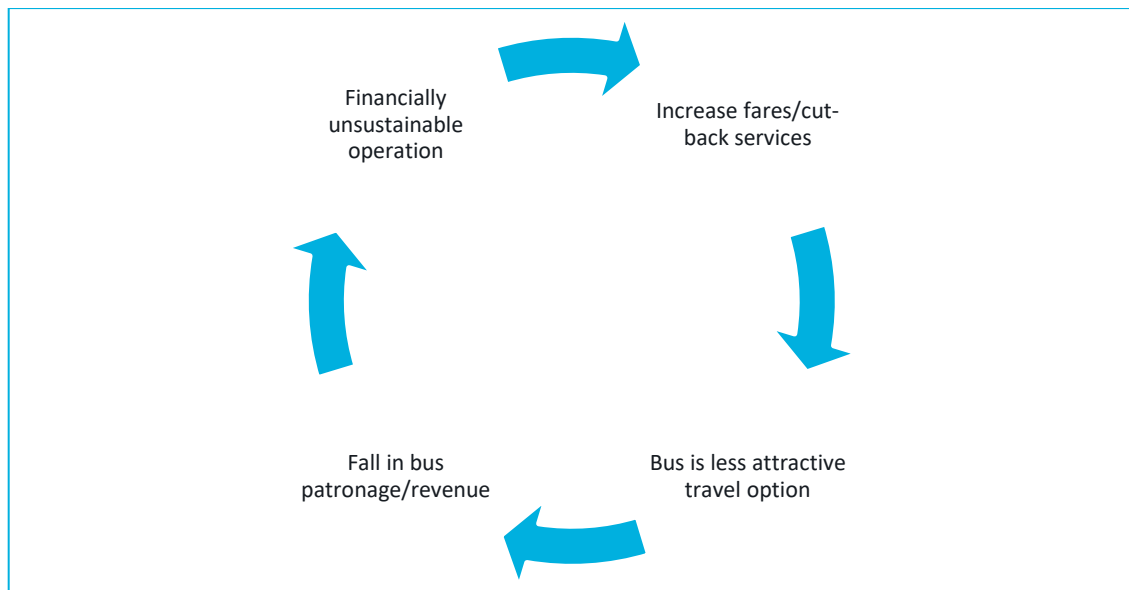 Financially
unsustainable
operation
Increase fares/cut-
back services
Bus is less attractive
travel option
Fall in bus
patronage/revenue